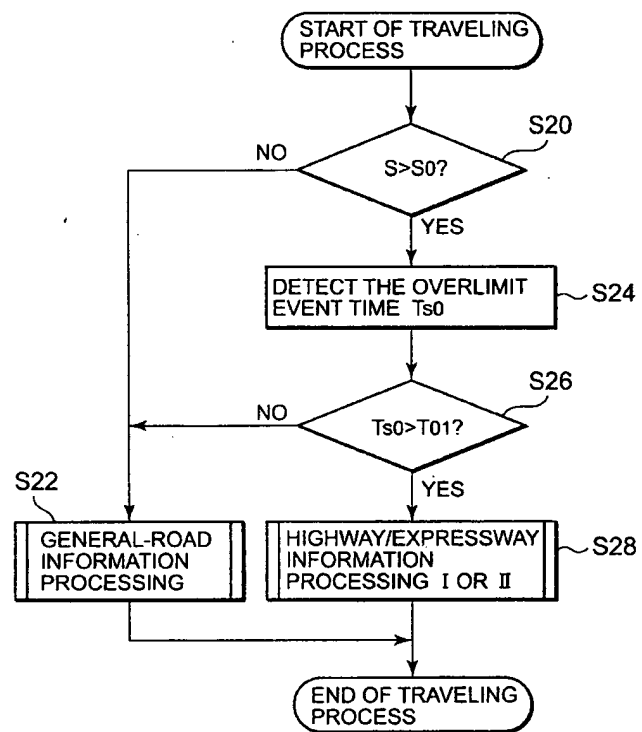 START OF TRAVELING
PROCESS
S20
NO
S>S0?
YES
DETECT THE OVERLIMIT
EVENT TIME Ts0
S24
S26
NO
Ts0>T01?
YES
S22
GENERAL-ROAD
INFORMATION
PROCESSING
HIGHWAY/EXPRESSWAY
INFORMATION
PROCESSING I OR II
S28
END OF TRAVELING
PROCESS